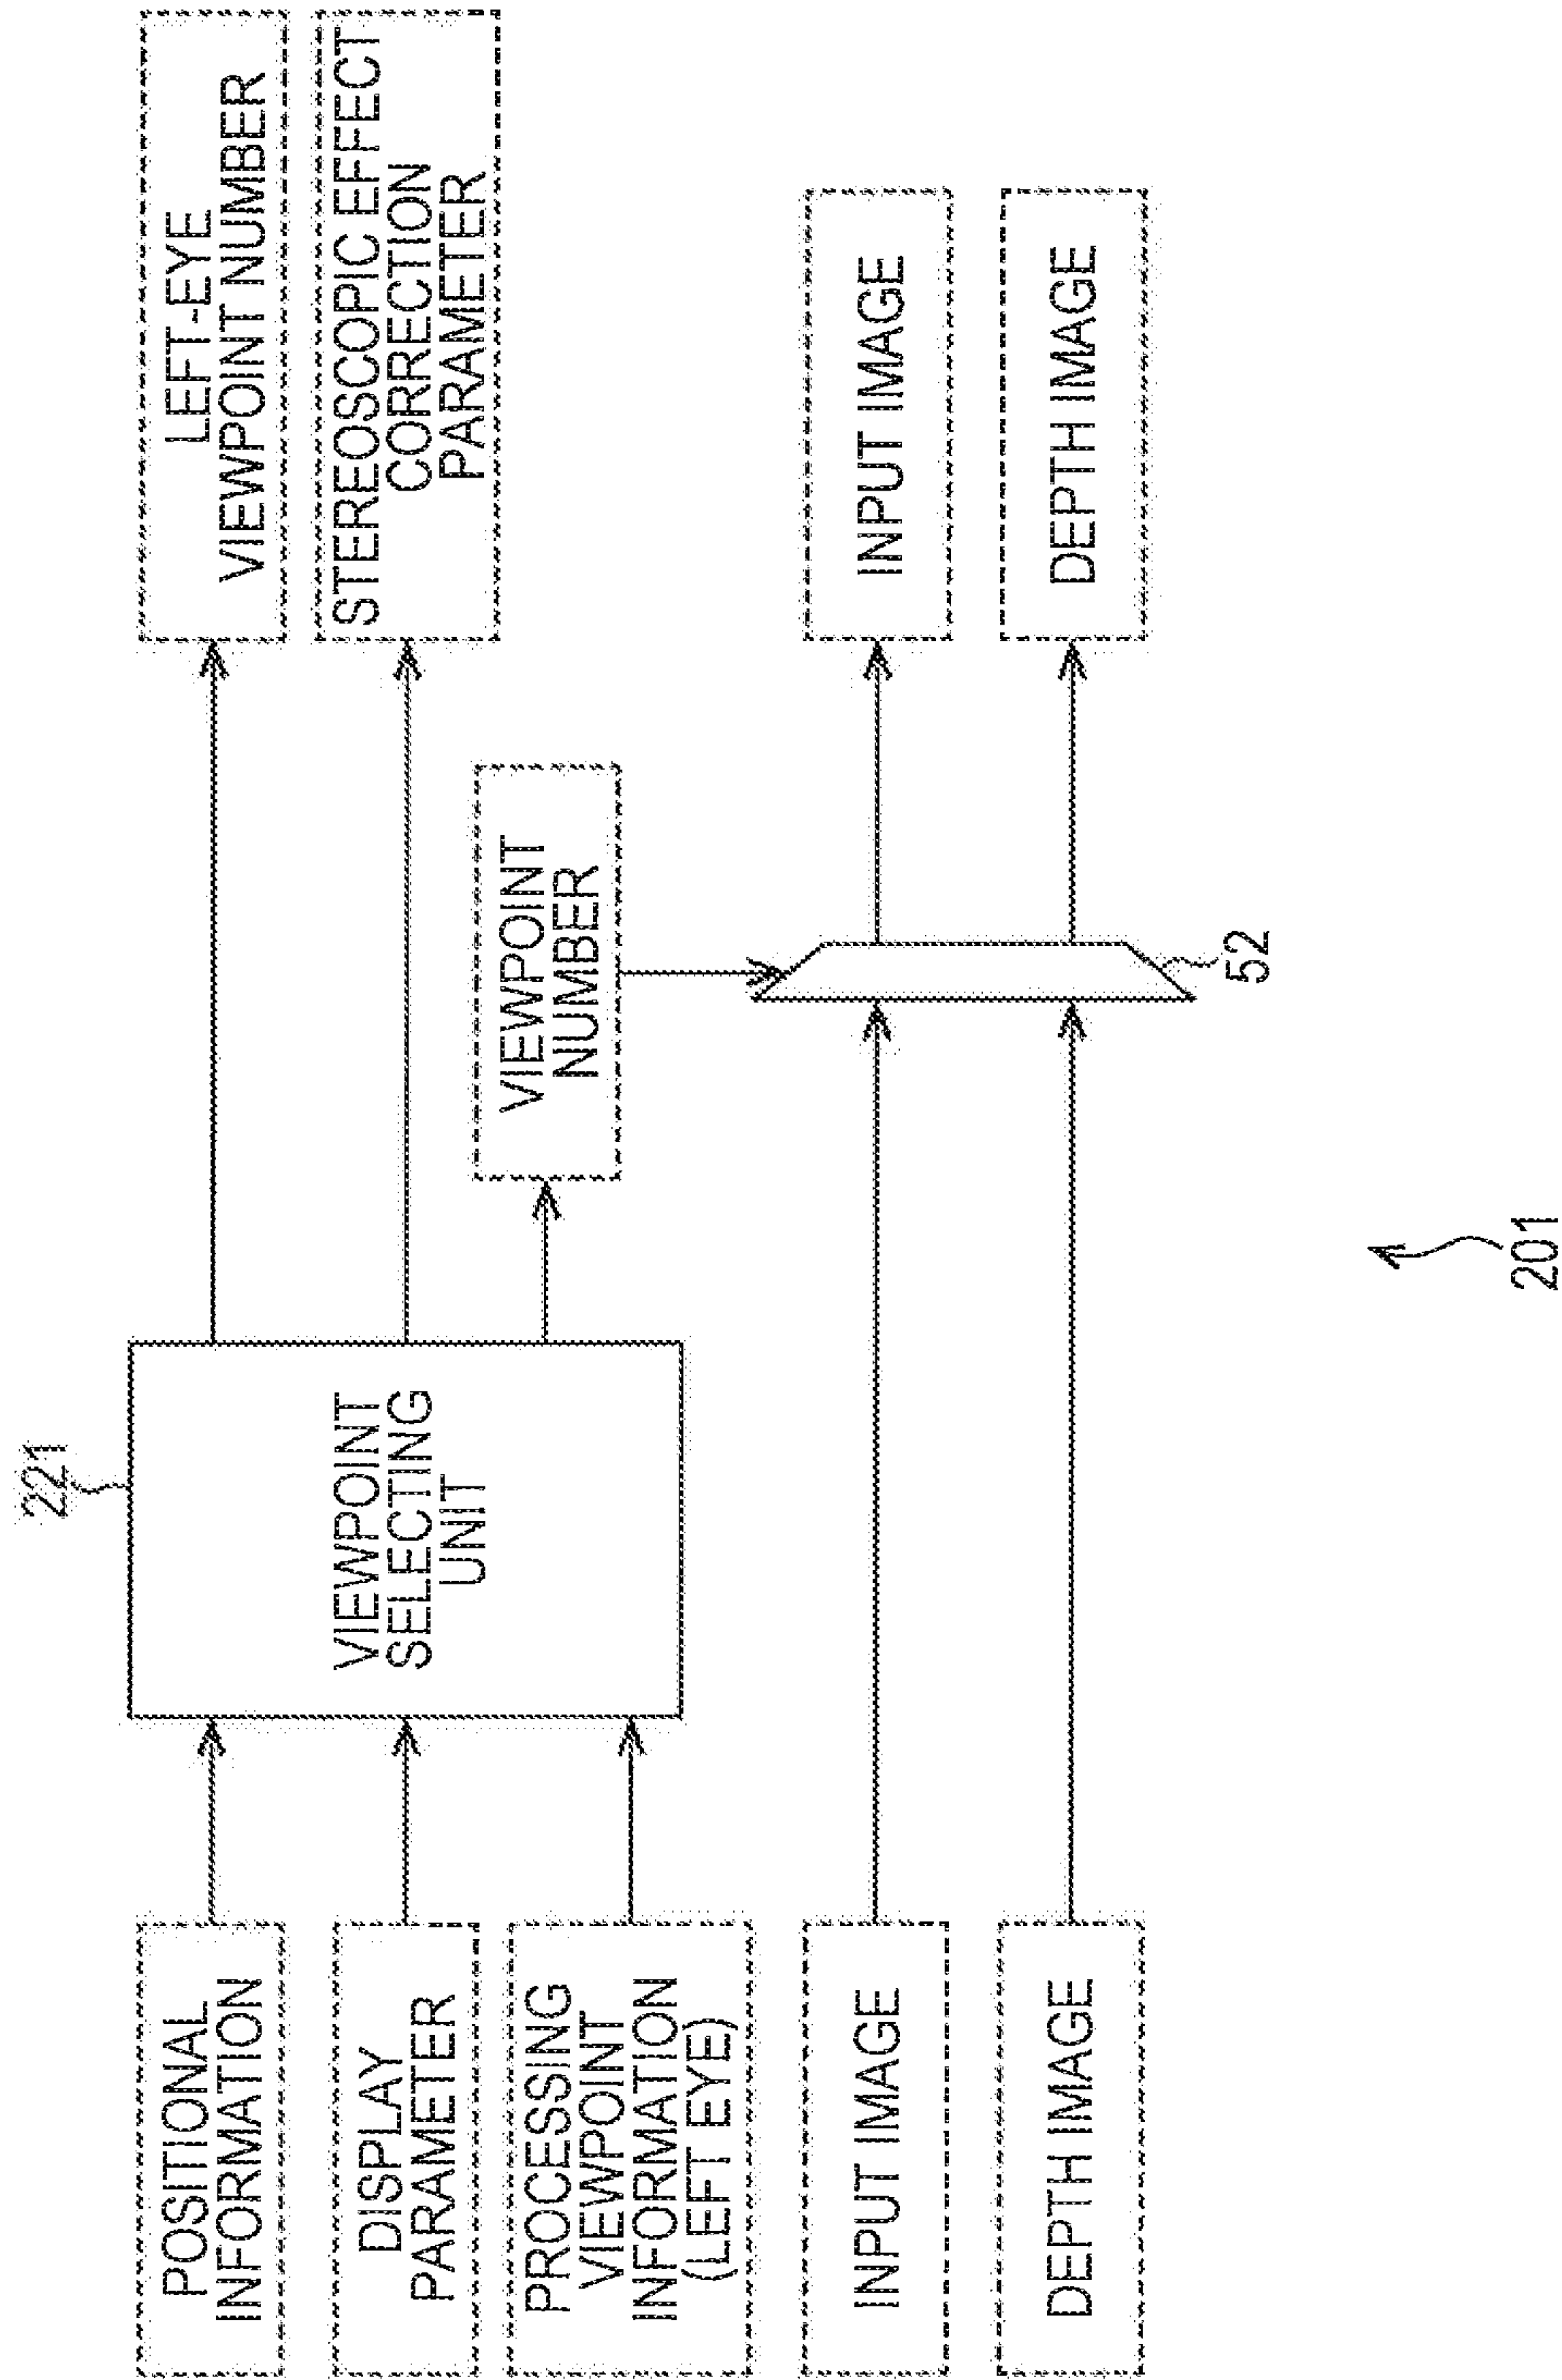 221
POSITIONAL
INFORMATION
DISPLAY
PARAMETER
PROCESSING
VIEWPOINT
INFORMATION
(LEFT EYE)
INPUT IMAGE
DEPTH IMAGE
VIEWPOINT
SELECTING
UNIT
VIEWPOINT
NUMBER
52
LEFT-EYE
VIEWPOINT NUMBER
STEREOSCOPIC EFFECT
CORRECTION
PARAMETER
INPUT IMAGE
DEPTH IMAGE
201